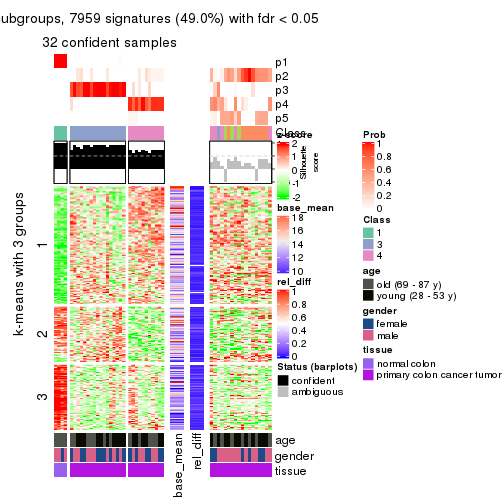 ubgroups, 7959 signatures (49.0%) with fdr < 0.05
32 confident samples
p1
p2
p3
p4
p5
Class
z-score
2
1
0
-1
-2
Silhouette score
Prob
1
0.8
0.6
0.4
0.2
0
k-means with 3 groups
1
2
3
base_mean
18
16
14
12
10
rel_diff
1
0.8
0.6
0.4
0.2
0
Status (barplots)
confident
ambiguous
Class
1
3
4
age
old (69 - 87 y)
young (28 - 53 y)
gender
female
male
tissue
normal colon
primary colon cancer tumor
age
gender
tissue
base_mean
rel_diff